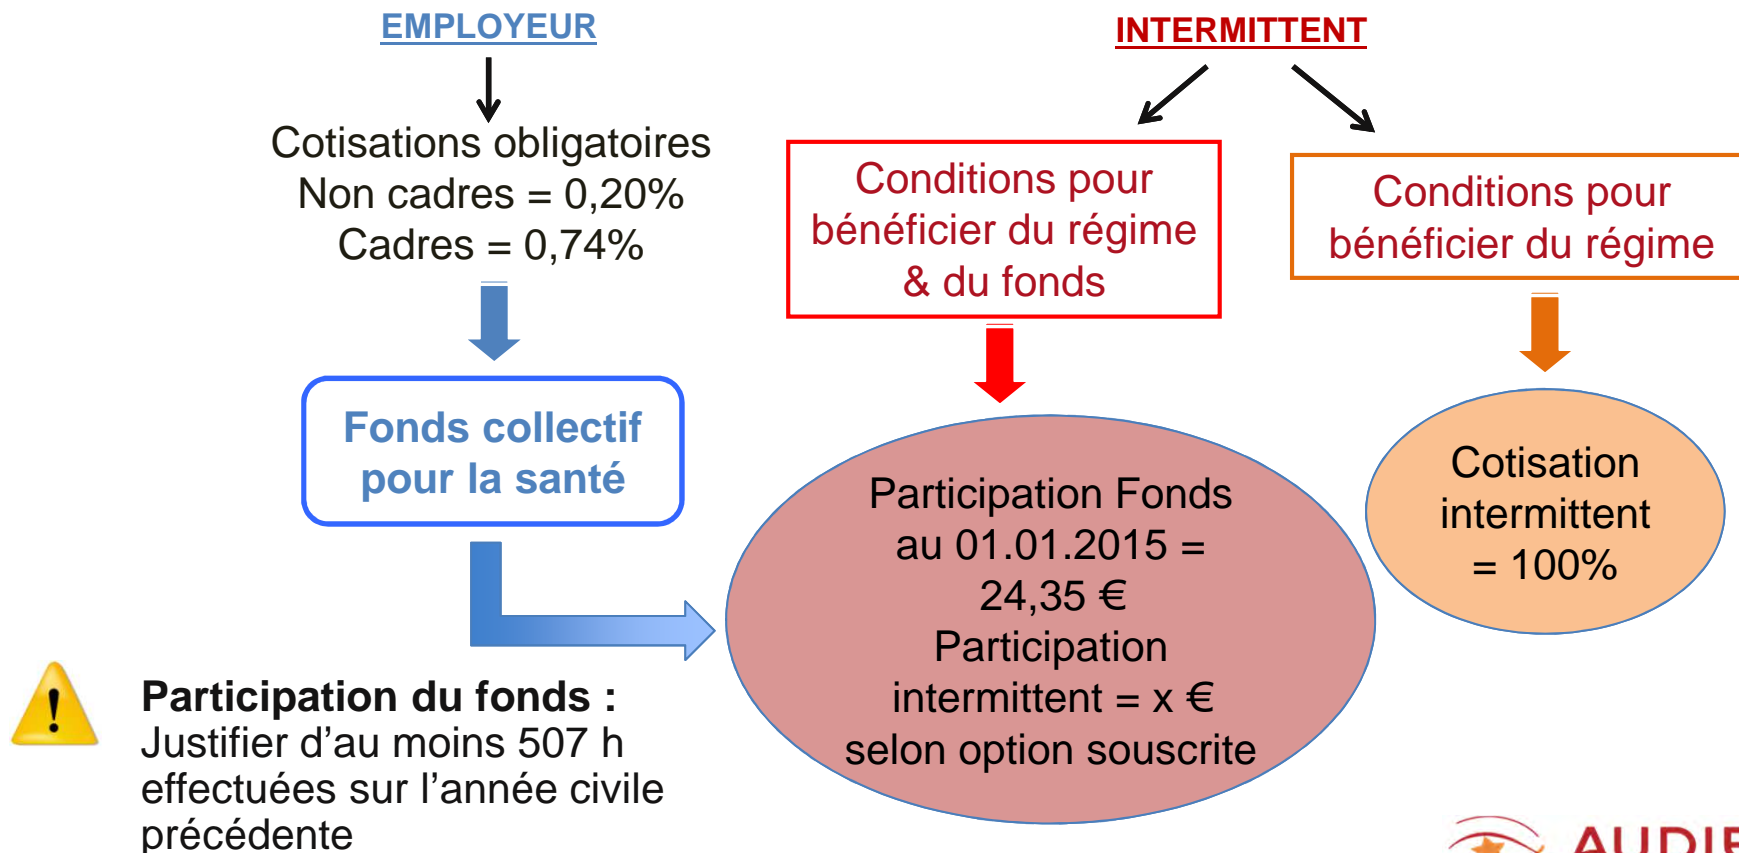 EMPLOYEUR
Cotisations obligatoires
Non cadres = 0,20%
Cadres = 0,74%
Fonds collectif
pour la santé
Participation du fonds :
Justifier d’au moins 507 h
effectuées sur l’année civile
précédente
INTERMITTENT
Conditions pour
bénéficier du régime
& du fonds
Participation Fonds
au 01.01.2015 =
24,35 €
Participation
intermittent = x €
selon option souscrite
Conditions pour
bénéficier du régime
Cotisation
intermittent
= 100%